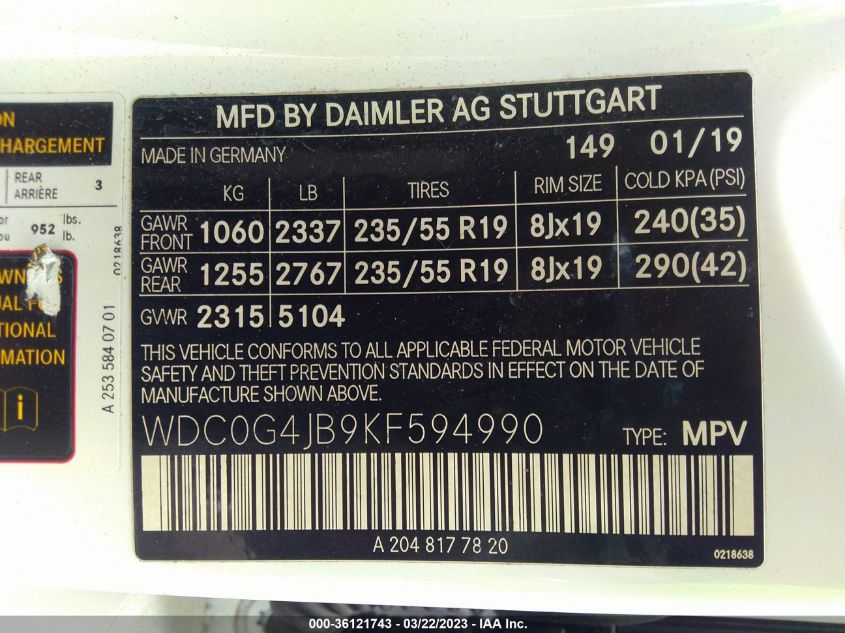 ON
CHARGEMENT
REAR
ARRIÈRE 3
or
ou 952 lbs.
lb.
0218638
A 253 584 07 01
MATION
i
MFD BY DAIMLER AG STUTTGART
MADE IN GERMANY 149 01/19
KG LB TIRES RIM SIZE COLD KPA (PSI)
GAWR FRONT 1060 2337 235/55 R19 8Jx19 240(35)
GAWR REAR 1255 2767 235/55 R19 8Jx19 290(42)
GVWR 2315 5104
THIS VEHICLE CONFORMS TO ALL APPLICABLE FEDERAL MOTOR VEHICLE
SAFETY AND THEFT PREVENTION STANDARDS IN EFFECT ON THE DATE OF
MANUFACTURE SHOWN ABOVE.
WDC0G4JB9KF594990 TYPE: MPV
A 204 817 78 20
0218638
000-36121743 - 03/22/2023 - IAA Inc.